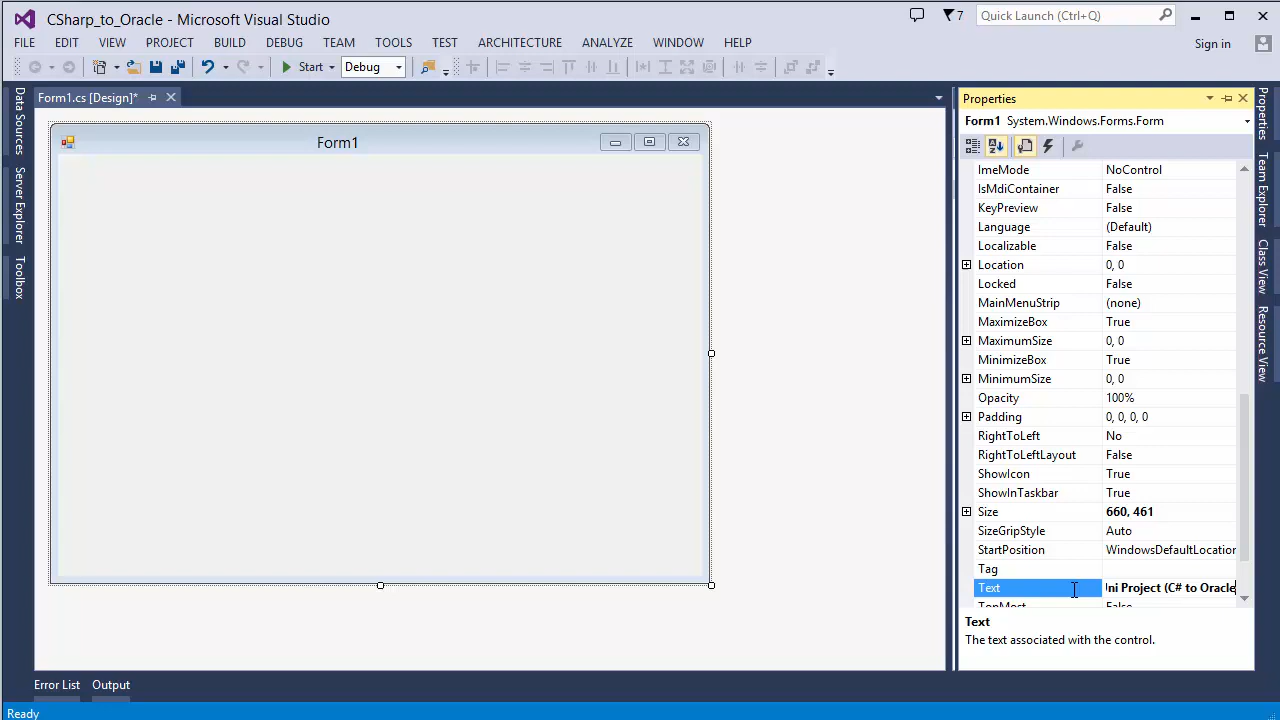 CSharp_to_Oracle - Microsoft Visual Studio
7
Quick Launch (Ctrl+Q)
FILE EDIT VIEW PROJECT BUILD DEBUG TEAM TOOLS TEST ARCHITECTURE ANALYZE WINDOW HELP
Sign in
Start
Debug
Data Sources
Server Explorer
Toolbox
Form1.cs [Design]*
Form1
Properties
Form1 System.Windows.Forms.Form
ImeMode NoControl
IsMdiContainer False
KeyPreview False
Language (Default)
Localizable False
Location 0, 0
Locked False
MainMenuStrip (none)
MaximizeBox True
MaximumSize 0, 0
MinimizeBox True
MinimumSize 0, 0
Opacity 100%
Padding 0, 0, 0, 0
RightToLeft No
RightToLeftLayout False
ShowIcon True
ShowInTaskbar True
Size 660, 461
SizeGripStyle Auto
StartPosition WindowsDefaultLocation
Tag
Text ni Project (C# to Oracle
TopMost False
Text
The text associated with the control.
Properties
Team Explorer
Class View
Resource View
Error List Output
Ready